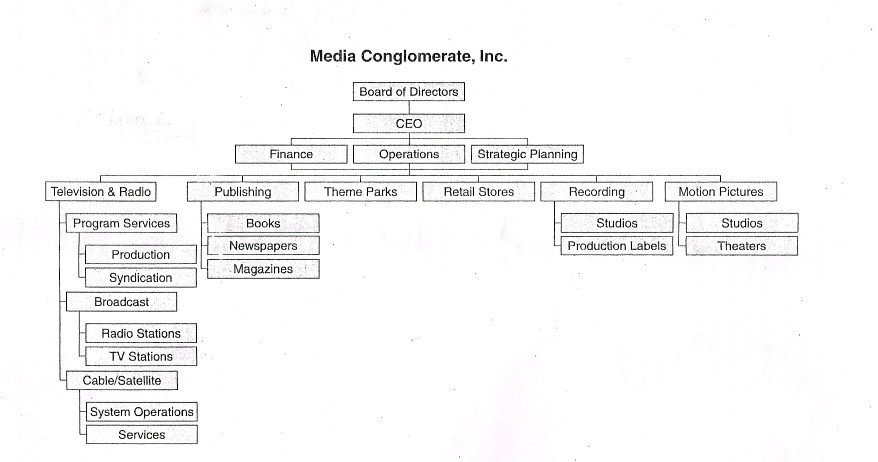 Media Conglomerate, Inc.
Board of Directors
CEO
Finance
Operations
Strategic Planning
Television & Radio
Publishing
Theme Parks
Retail Stores
Recording
Motion Pictures
Program Services
Production
Syndication
Broadcast
Radio Stations
TV Stations
Cable/Satellite
System Operations
Services
Books
Newspapers
Magazines
Studios
Production Labels
Studios
Theaters